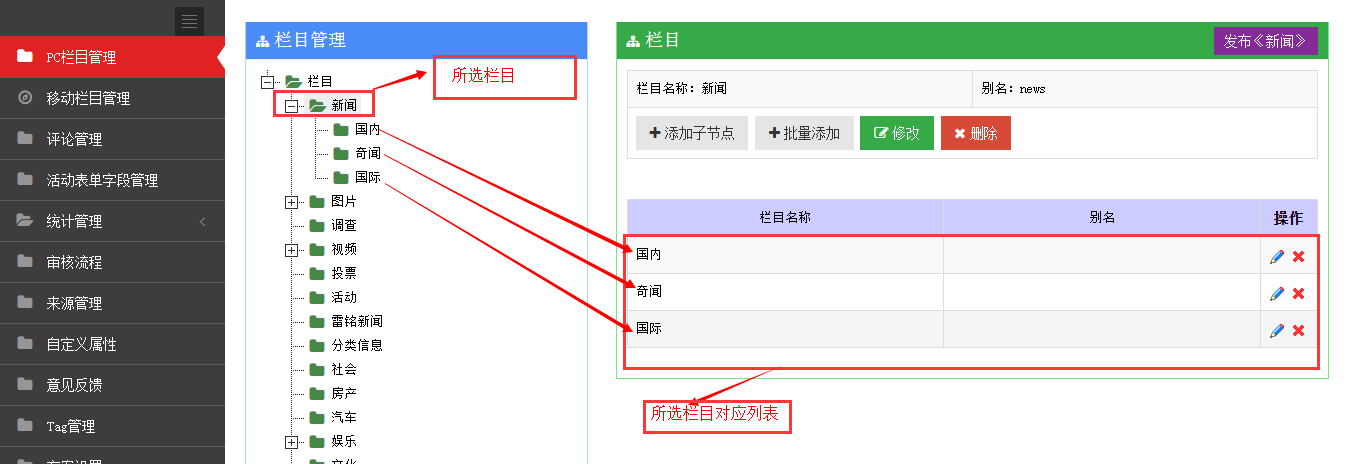 PC栏目管理
移动栏目管理
评论管理
活动表单字段管理
统计管理
审核流程
来源管理
自定义属性
意见反馈
Tag管理
栏目管理
栏目
新闻
国内
奇闻
国际
图片
调查
视频
投票
活动
雷铭新闻
分类信息
社会
房产
汽车
娱乐
所选栏目
栏目 发布《新闻》
栏目名称：新闻 别名：news
添加子节点 批量添加 修改 删除
栏目名称 别名 操作
国内
奇闻
国际
所选栏目对应列表